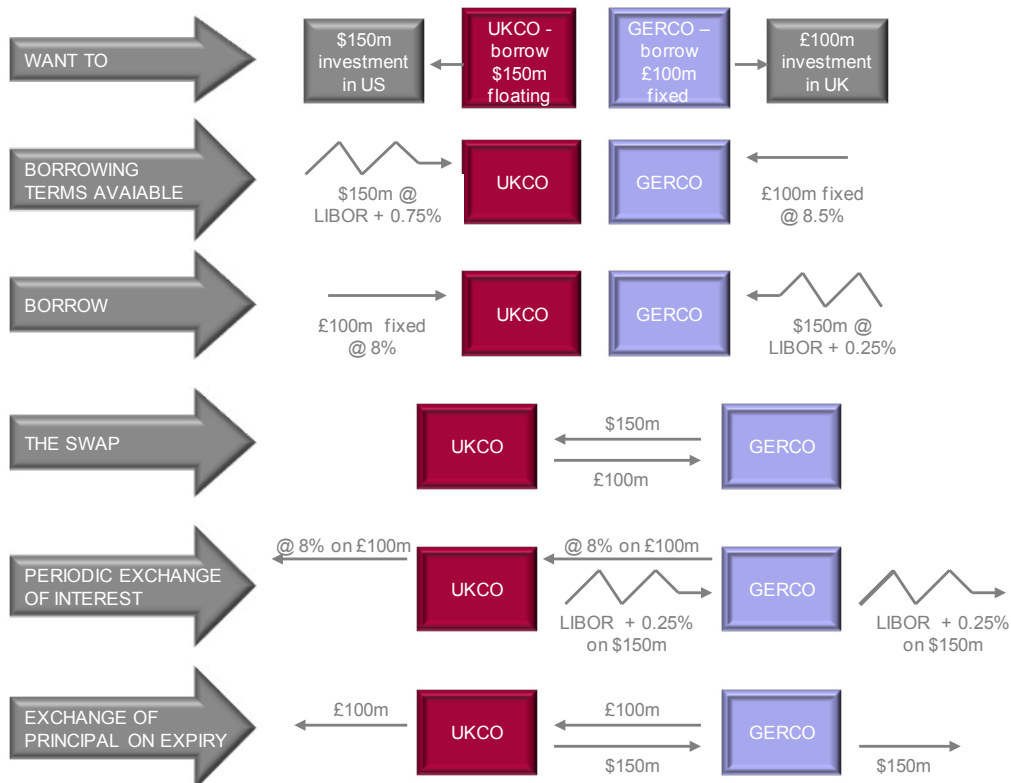 WANT TO
$150m
investment
in US
UKCO -
borrow
$150m
floating
GERCO –
borrow
£100m
fixed
£100m
investment
in UK
BORROWING
TERMS AVAIABLE
$150m @
LIBOR + 0.75%
UKCO
GERCO
£100m fixed
@ 8.5%
BORROW
£100m fixed
@ 8%
UKCO
GERCO
$150m @
LIBOR + 0.25%
THE SWAP
UKCO
$150m
£100m
GERCO
PERIODIC EXCHANGE
OF INTEREST
@ 8% on £100m
UKCO
@ 8% on £100m
LIBOR + 0.25%
on $150m
GERCO
LIBOR + 0.25%
on $150m
EXCHANGE OF
PRINCIPAL ON EXPIRY
£100m
UKCO
£100m
$150m
GERCO
$150m